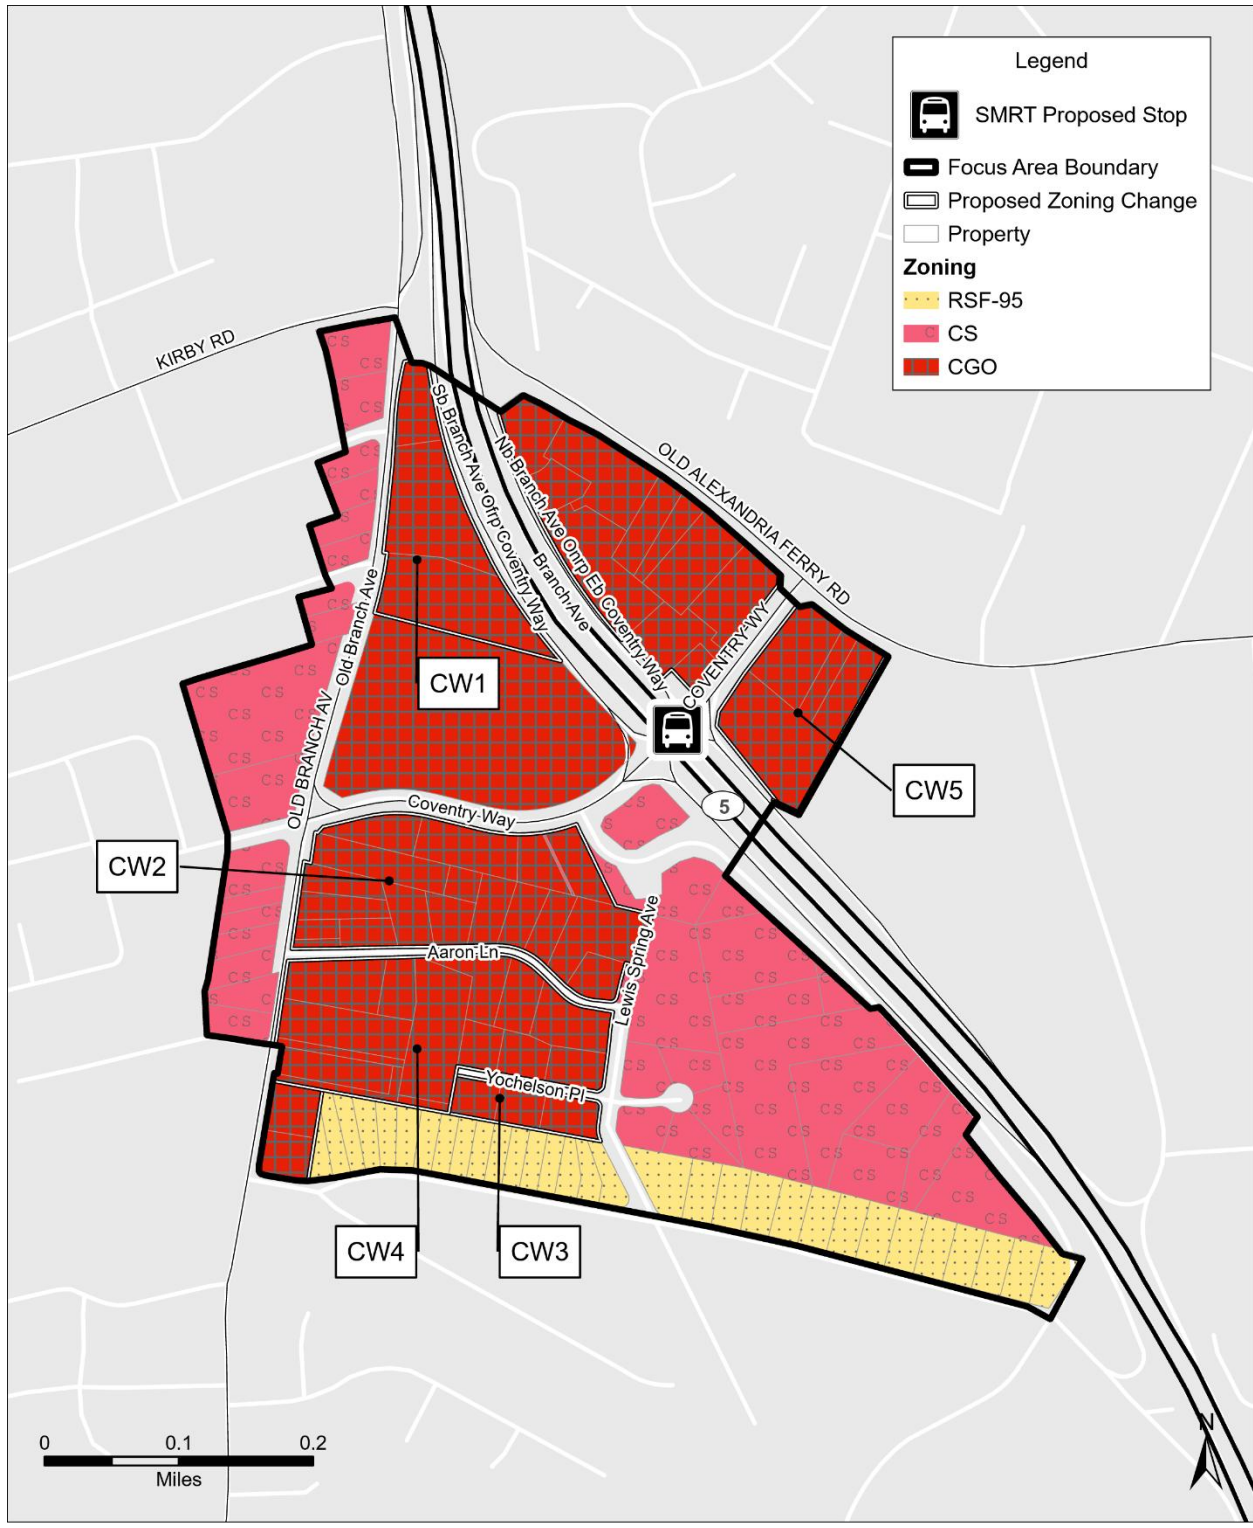 Legend
SMRT Proposed Stop
Focus Area Boundary
Proposed Zoning Change
Property
Zoning
RSF-95
CS
CGO
KIRBY RD
Sb Branch Ave Ofrp Coventry Way
Nb Branch Ave Onrp Eb Coventry Way
Branch Ave
OLD ALEXANDRIA FERRY RD
COVENTRY WY
Old Branch Ave
OLD BRANCH AV
CW1
CW5
5
Coventry Way
CW2
Aaron Ln
Lewis Spring Ave
Yochelson Pl
CW4
CW3
0 0.1 0.2
Miles
N